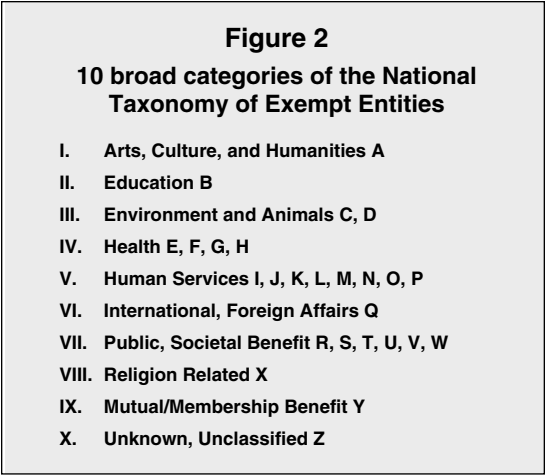 Figure 2
10 broad categories of the National
Taxonomy of Exempt Entities
I. Arts, Culture, and Humanities A
II. Education B
III. Environment and Animals C, D
IV. Health E, F, G, H
V. Human Services I, J, K, L, M, N, O, P
VI. International, Foreign Affairs Q
VII. Public, Societal Benefit R, S, T, U, V, W
VIII. Religion Related X
IX. Mutual/Membership Benefit Y
X. Unknown, Unclassified Z